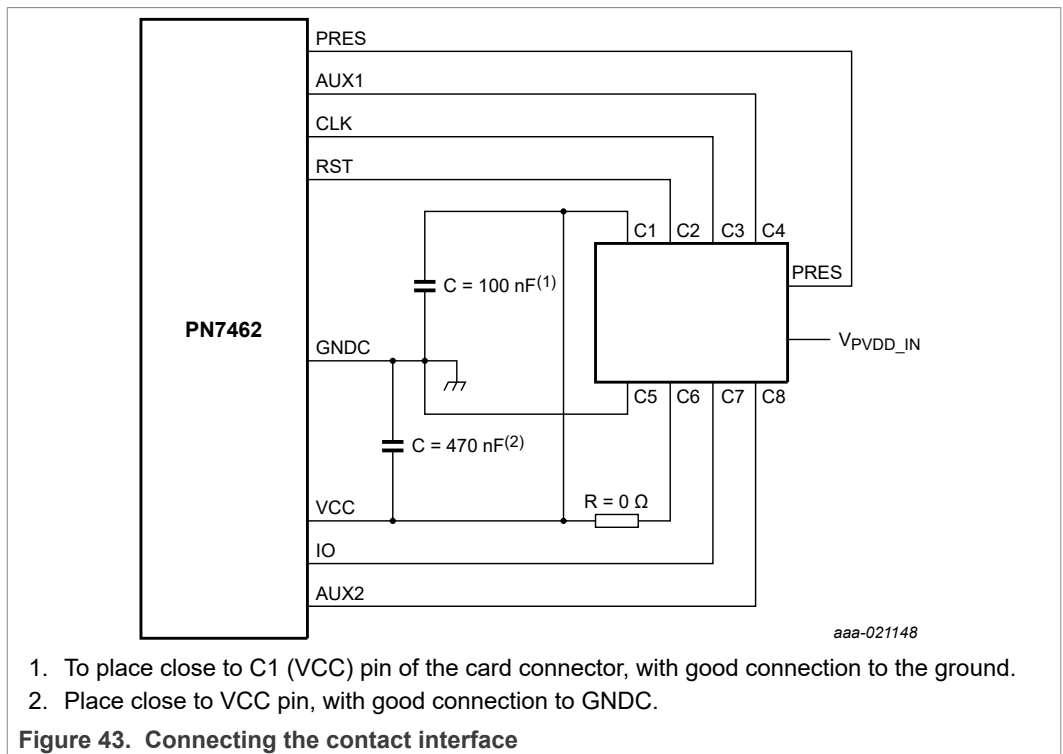 PRES
AUX1
CLK
RST
C1 C2 C3 C4
PRES
C = 100 nF(1)
PN7462
GNDC
VPVDD_IN
C5 C6 C7 C8
C = 470 nF(2)
R = 0 Ω
VCC
IO
AUX2
aaa-021148
1. To place close to C1 (VCC) pin of the card connector, with good connection to the ground.
2. Place close to VCC pin, with good connection to GNDC.
Figure 43. Connecting the contact interface